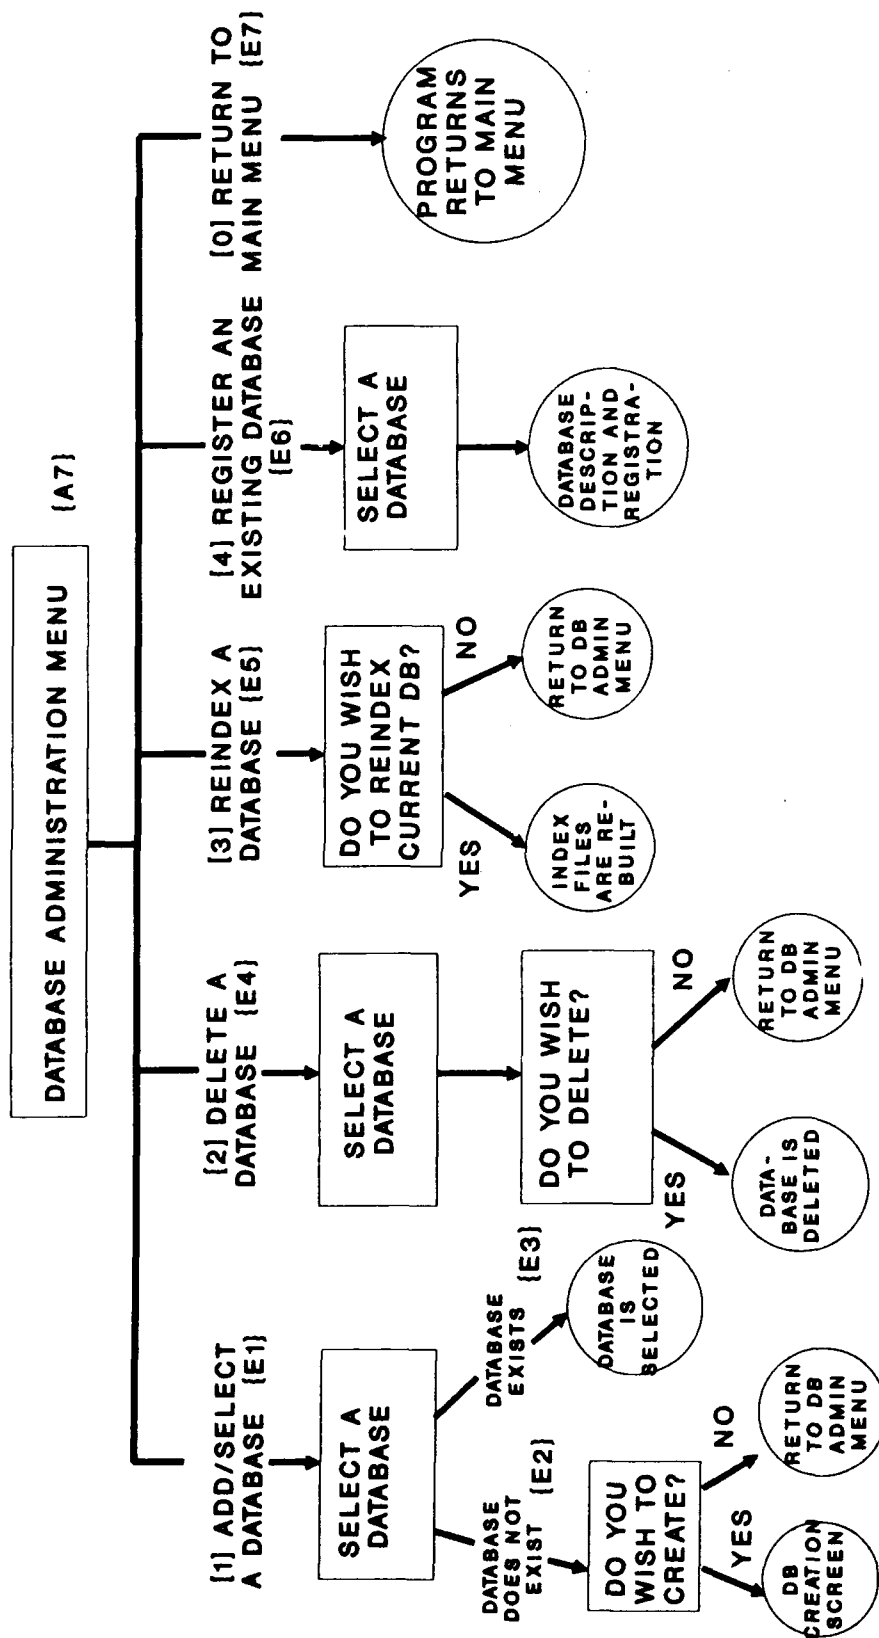 DATABASE ADMINISTRATION MENU
{A7}
[1] ADD/SELECT
A DATABASE {E1}
SELECT A
DATABASE
DATABASE
DOES NOT
EXIST {E2}
DO YOU
WISH TO
CREATE?
YES
DB
CREATION
SCREEN
NO
RETURN
TO DB
ADMIN
MENU
DATABASE
EXISTS {E3}
DATABASE
IS
SELECTED
[2] DELETE A
DATABASE {E4}
SELECT A
DATABASE
DO YOU WISH
TO DELETE?
YES
DATA-
BASE IS
DELETED
NO
RETURN
TO DB
ADMIN
MENU
[3] REINDEX A
DATABASE {E5}
DO YOU WISH
TO REINDEX
CURRENT DB?
YES
INDEX
FILES
ARE RE-
BUILT
NO
RETURN
TO DB
ADMIN
MENU
[4] REGISTER AN
EXISTING DATABASE
{E6}
SELECT A
DATABASE
DATABASE
DESCRIP-
TION AND
REGISTRA-
TION
[0] RETURN TO
MAIN MENU {E7}
PROGRAM
RETURNS
TO MAIN
MENU